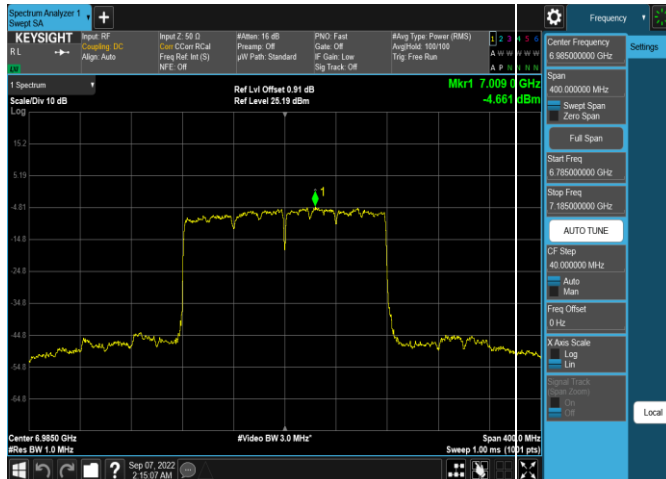 Spectrum Analyzer 1
Swept SA
+
Frequency
KEYSIGHT
RL
Input: RF
Coupling: DC
Align: Auto
Input Z: 50 Ω
Corr CCorr RCal
Freq Ref: Int (S)
NFE: Off
#Atten: 16 dB
Preamp: Off
µW Path: Standard
PNO: Fast
Gate: Off
IF Gain: Low
Sig Track: Off
#Avg Type: Power (RMS)
Avg|Hold: 100/100
Trig: Free Run
1 2 3 4 5 6
A W W W W W
A P N N N N
1 Spectrum
Scale/Div 10 dB
Log
Ref Lvl Offset 0.91 dB
Ref Level 25.19 dBm
Mkr1 7.009 0 GHz
-4.661 dBm
15.2
5.19
-4.81
-14.8
-24.8
-34.8
-44.8
-54.8
-64.8
1
Center 6.9850 GHz
#Res BW 1.0 MHz
#Video BW 3.0 MHz*
Span 400.0 MHz
Sweep 1.00 ms (1001 pts)
Center Frequency
6.985000000 GHz
Settings
Span
400.000000 MHz
Swept Span
Zero Span
Full Span
Start Freq
6.785000000 GHz
Stop Freq
7.185000000 GHz
AUTO TUNE
CF Step
40.000000 MHz
Auto
Man
Freq Offset
0 Hz
X Axis Scale
Log
Lin
Signal Track
(Span Zoom)
On
Off
Local
?
Sep 07, 2022
2:15:07 AM